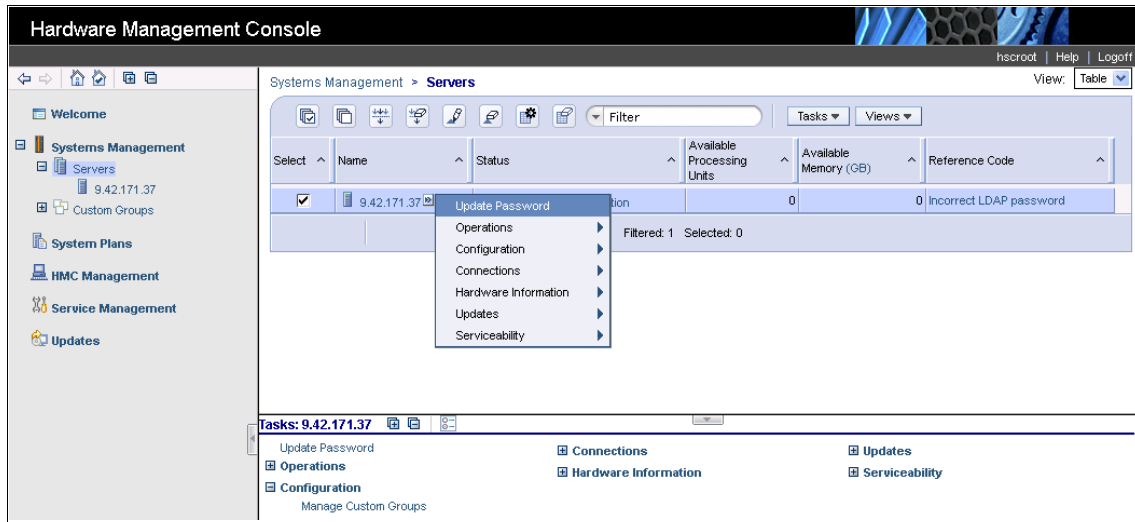 Hardware Management Console
hscroot | Help | Logoff
Systems Management > Servers
View: Table
Welcome
Systems Management
Servers
9.42.171.37
Custom Groups
System Plans
HMC Management
Service Management
Updates
Filter
Tasks
Views
Select
Name
Status
Available Processing Units
Available Memory (GB)
Reference Code
9.42.171.37
tion
0
0
Incorrect LDAP password
Filtered: 1 Selected: 0
Update Password
Operations
Configuration
Connections
Hardware Information
Updates
Serviceability
Tasks: 9.42.171.37
Update Password
Operations
Configuration
Manage Custom Groups
Connections
Hardware Information
Updates
Serviceability